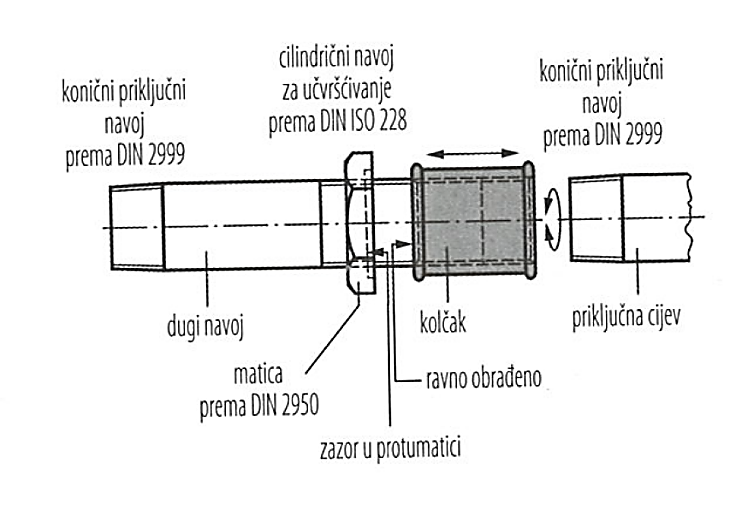 cilindrični navoj
za učvršćivanje
prema DIN ISO 228
konični priključni
navoj
prema DIN 2999
konični priključni
navoj
prema DIN 2999
dugi navoj
kolčak
priključna cijev
matica
prema DIN 2950
ravno obrađeno
zazor u protumatici